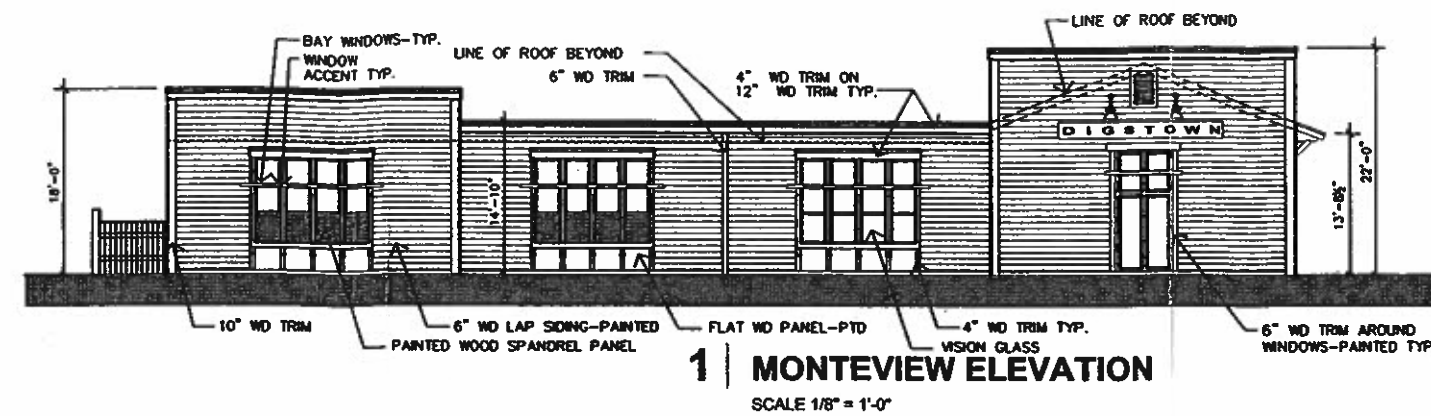 LINE OF ROOF BEYOND
BAY WINDOWS-TYP.
WINDOW
ACCENT TYP.
LINE OF ROOF BEYOND
6" WD TRIM
4" WD TRIM ON
12" WD TRIM TYP.
DIGSTOWN
18'-0"
14'-10"
13'-8½"
22'-0"
10" WD TRIM
6" WD LAP SIDING-PAINTED
PAINTED WOOD SPANDREL PANEL
FLAT WD PANEL-PTD
4" WD TRIM TYP.
VISION GLASS
6" WD TRIM AROUND
WINDOWS-PAINTED TYP
1 MONTEVIEW ELEVATION
SCALE 1/8" = 1'-0"